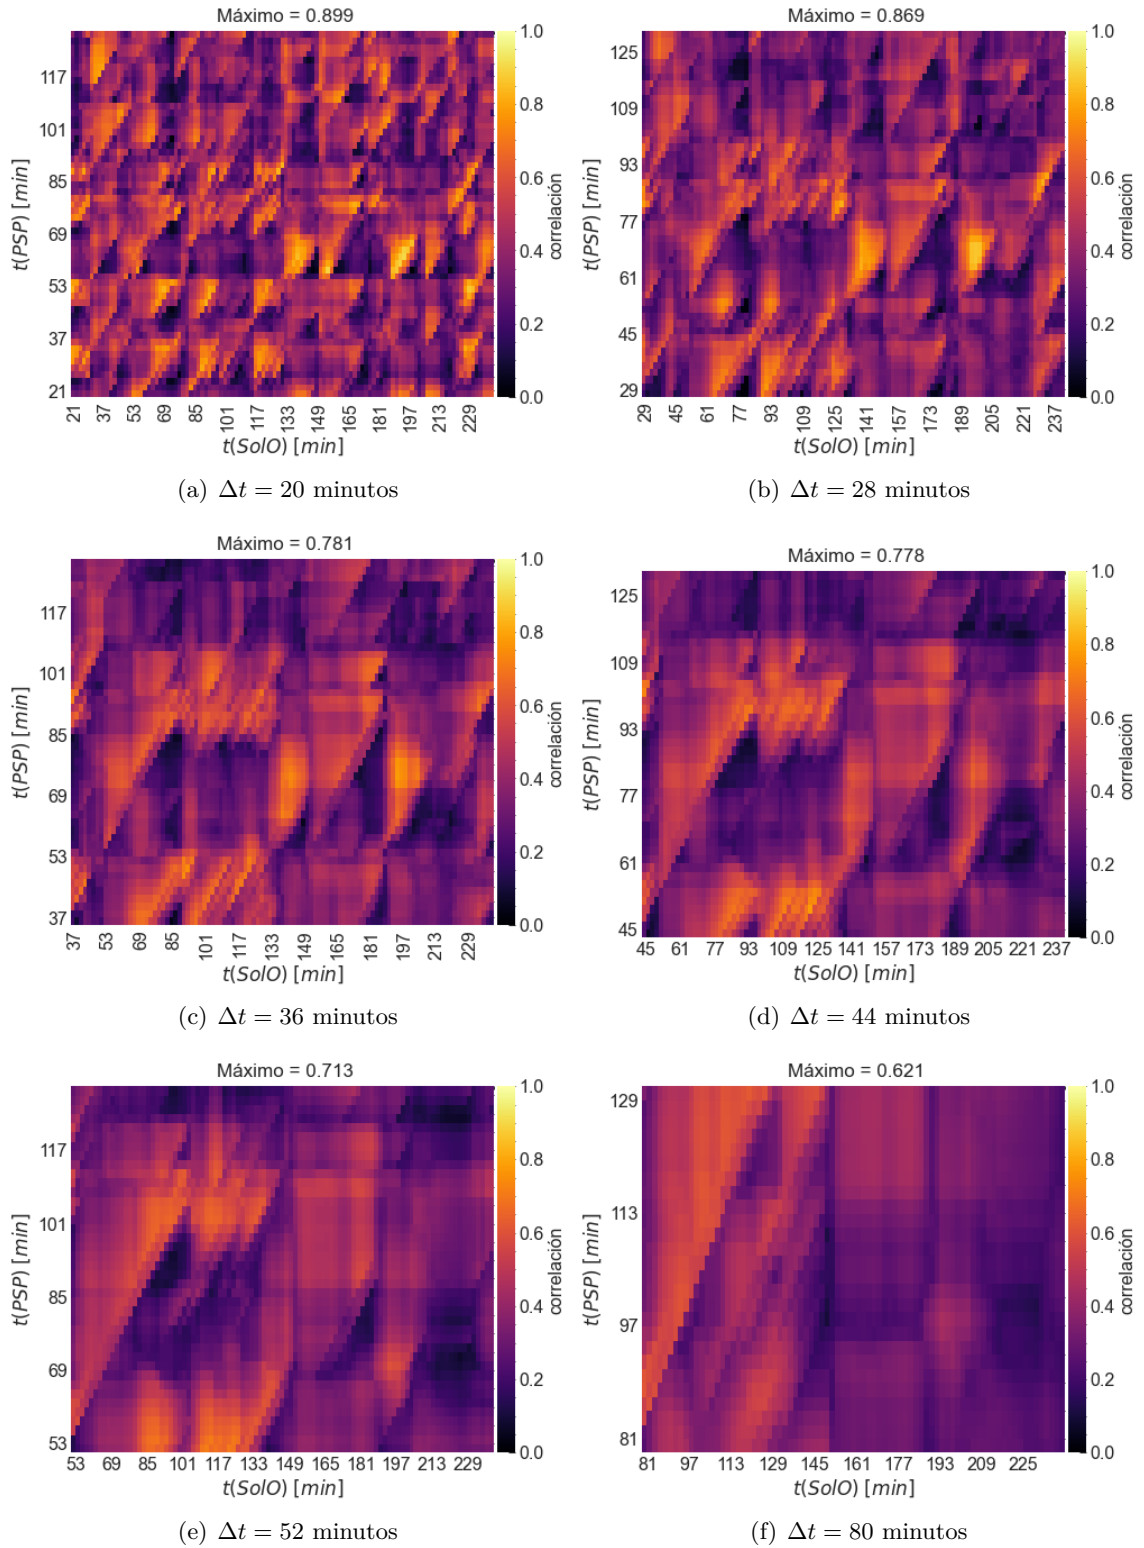 Máximo = 0.899
t(PSP) [min]
117
101
85
69
53
37
21
21 37 53 69 85 101 117 133 149 165 181 197 213 229
t(SolO) [min]
1.0
0.8
0.6
0.4
0.2
0.0
correlación
(a) Δt = 20 minutos
Máximo = 0.869
t(PSP) [min]
125
109
93
77
61
45
29
29 45 61 77 93 109 125 141 157 173 189 205 221 237
t(SolO) [min]
1.0
0.8
0.6
0.4
0.2
0.0
correlación
(b) Δt = 28 minutos
Máximo = 0.781
t(PSP) [min]
117
101
85
69
53
37
37 53 69 85 101 117 133 149 165 181 197 213 229
t(SolO) [min]
1.0
0.8
0.6
0.4
0.2
0.0
correlación
(c) Δt = 36 minutos
Máximo = 0.778
t(PSP) [min]
125
109
93
77
61
45
45 61 77 93 109 125 141 157 173 189 205 221 237
t(SolO) [min]
1.0
0.8
0.6
0.4
0.2
0.0
correlación
(d) Δt = 44 minutos
Máximo = 0.713
t(PSP) [min]
117
101
85
69
53
53 69 85 101 117 133 149 165 181 197 213 229
t(SolO) [min]
1.0
0.8
0.6
0.4
0.2
0.0
correlación
(e) Δt = 52 minutos
Máximo = 0.621
t(PSP) [min]
129
113
97
81
81 97 113 129 145 161 177 193 209 225
t(SolO) [min]
1.0
0.8
0.6
0.4
0.2
0.0
correlación
(f) Δt = 80 minutos